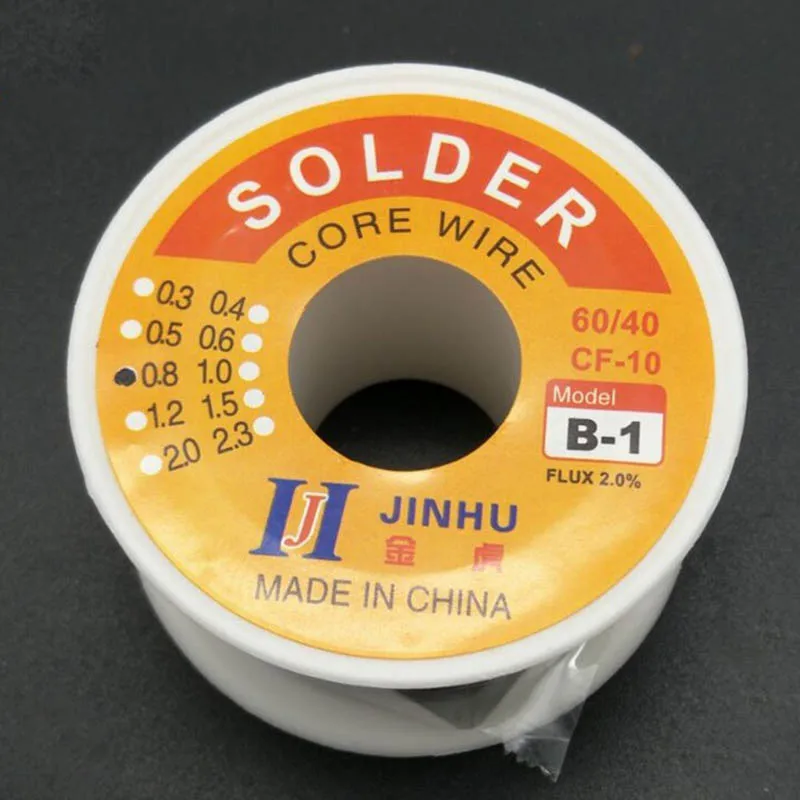 SOLDER
CORE WIRE
0.3 0.4
0.5 0.6
0.8 1.0
1.2 1.5
2.0 2.3
60/40
CF-10
Model
B-1
FLUX 2.0%
JH JINHU
金虎
MADE IN CHINA